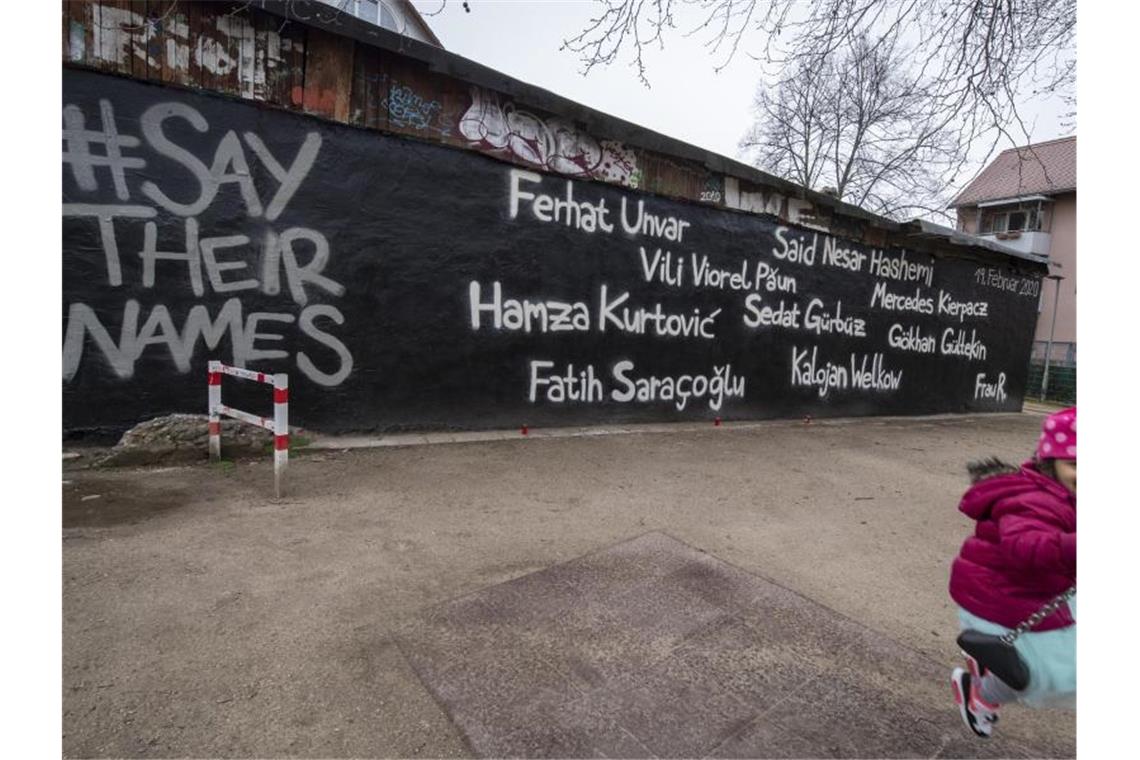 #SAY
THEIR
NAMES
Ferhat Unvar
Said Nesar Hashemi
Vili Viorel Păun
19. Februar 2020
Mercedes Kierpacz
Hamza Kurtović
Sedat Gürbüz
Gökhan Gültekin
Fatih Saraçoğlu
Kalojan Welkow
Frau R.